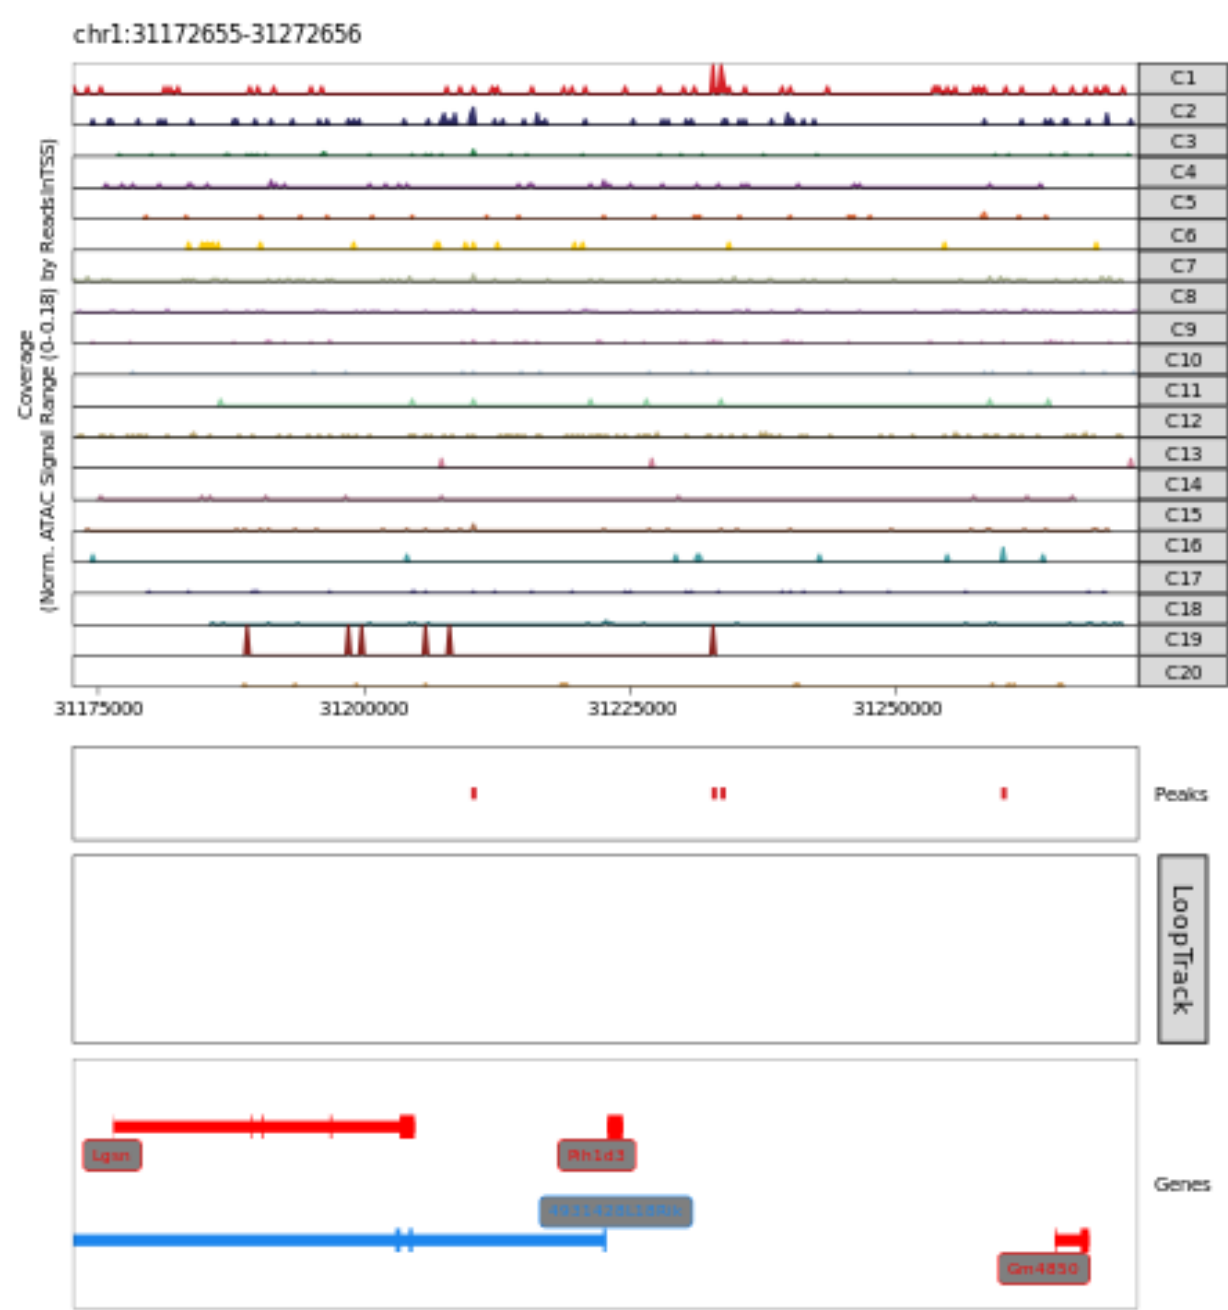 chr1:31172655-31272656
Coverage
(Norm. ATAC Signal Range (0-0.18) by ReadsInTSS)
C1
C2
C3
C4
C5
C6
C7
C8
C9
C10
C11
C12
C13
C14
C15
C16
C17
C18
C19
C20
31175000 31200000 31225000 31250000
Peaks
LoopTrack
Lgsn
4931428L18Rik
Gm4850
Genes